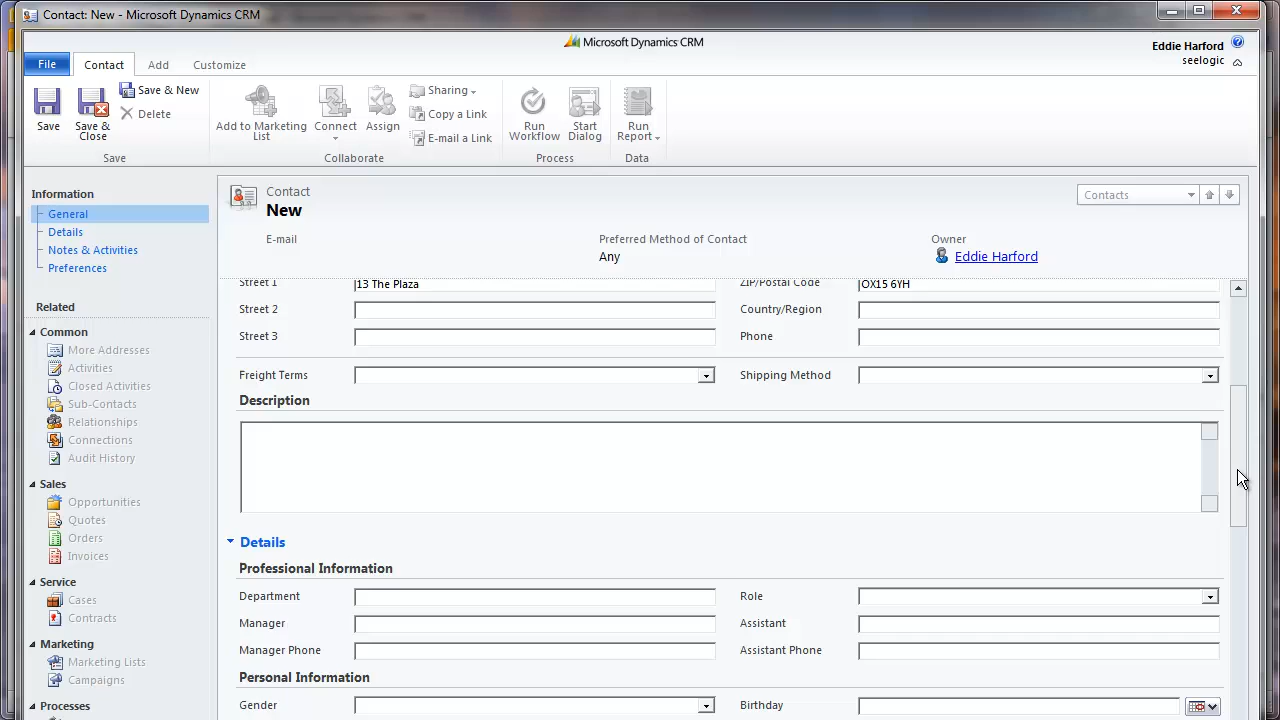 Contact: New - Microsoft Dynamics CRM
Microsoft Dynamics CRM
Eddie Harford
seelogic
File
Contact
Add
Customize
Save
Save & Close
Save & New
Delete
Add to Marketing List
Connect
Assign
Sharing
Copy a Link
E-mail a Link
Run Workflow
Start Dialog
Run Report
Save
Collaborate
Process
Data
Information
General
Details
Notes & Activities
Preferences
Related
Common
More Addresses
Activities
Closed Activities
Sub-Contacts
Relationships
Connections
Audit History
Sales
Opportunities
Quotes
Orders
Invoices
Service
Cases
Contracts
Marketing
Marketing Lists
Campaigns
Processes
Contact
New
Contacts
E-mail
Preferred Method of Contact
Any
Owner
Eddie Harford
Street 1
13 The Plaza
ZIP/Postal Code
OX15 6YH
Street 2
Country/Region
Street 3
Phone
Freight Terms
Shipping Method
Description
Details
Professional Information
Department
Role
Manager
Assistant
Manager Phone
Assistant Phone
Personal Information
Gender
Birthday